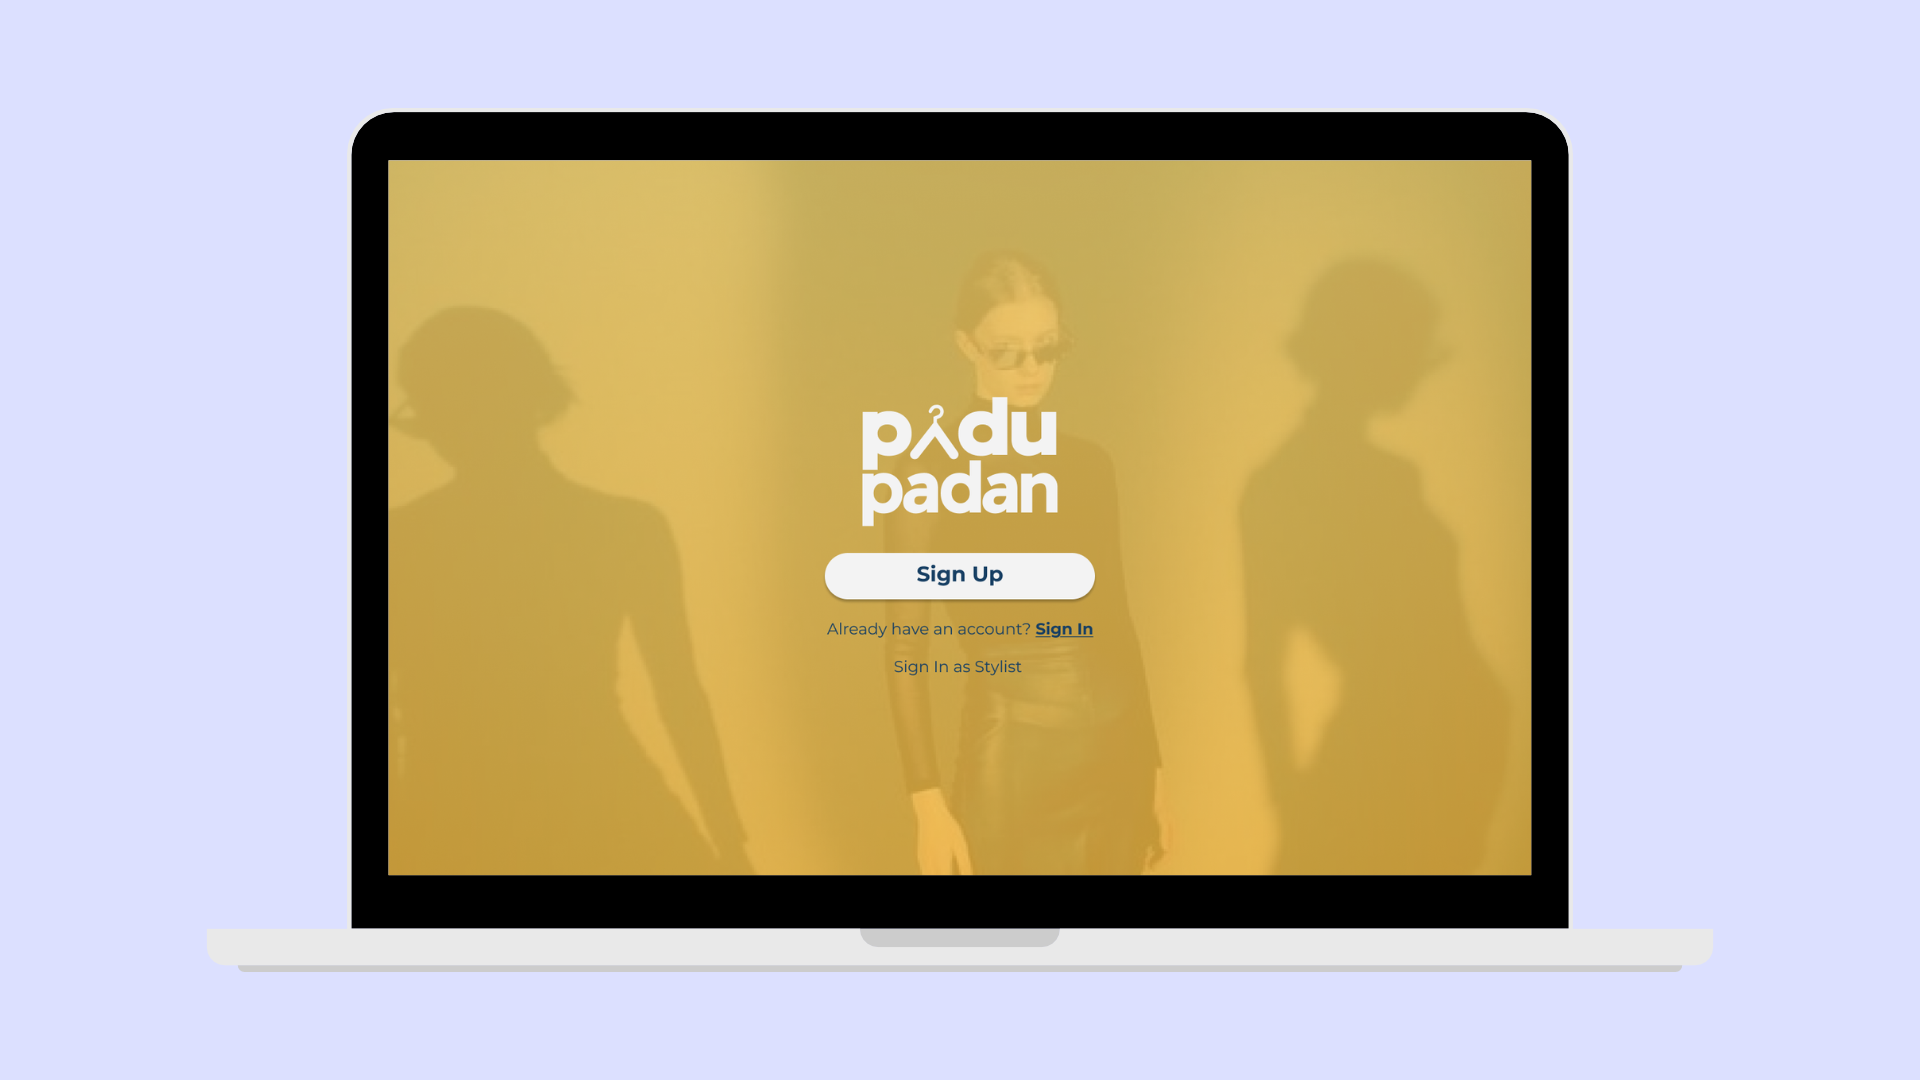 padu
padan
Sign Up
Already have an account? Sign In
Sign In as Stylist